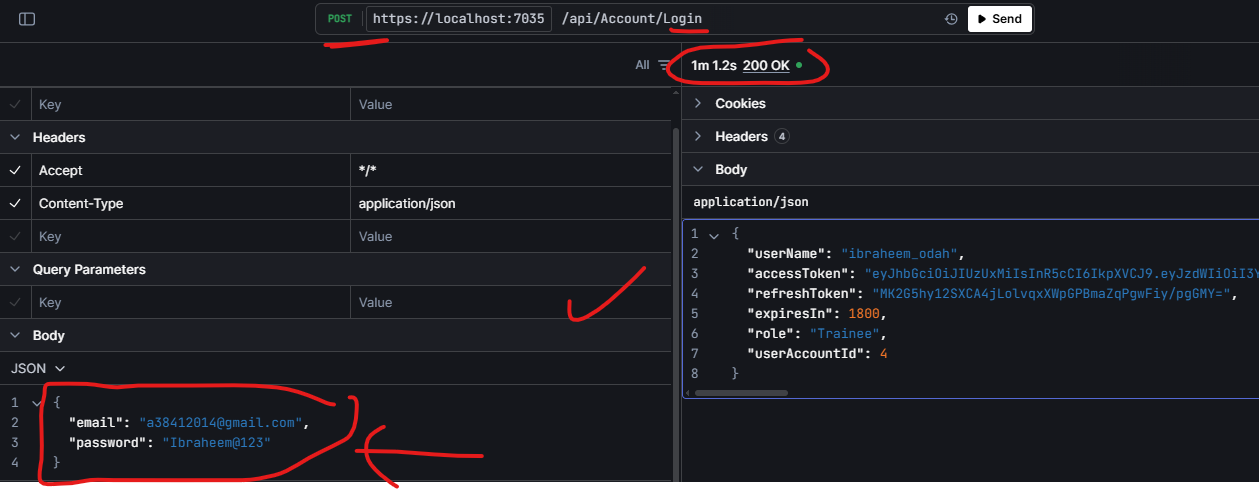 POST https://localhost:7035 /api/Account/Login Send
All
1m 1.2s 200 OK
Key Value
Headers
Accept */*
Content-Type application/json
Key Value
Query Parameters
Key Value
Body
JSON
1 {
2 "email": "a38412014@gmail.com",
3 "password": "Ibraheem@123"
4 }
Cookies
Headers 4
Body
application/json
1 {
2 "userName": "ibraheem_odah",
3 "accessToken": "eyJhbGciOiJIUzUxMiIsInR5cCI6IkpXVCJ9.eyJzdWIiOiI3Y
4 "refreshToken": "MK2G5hy12SXCA4jLolvqxXWpGPBmaZqPgwFiy/pgGMY=",
5 "expiresIn": 1800,
6 "role": "Trainee",
7 "userAccountId": 4
8 }